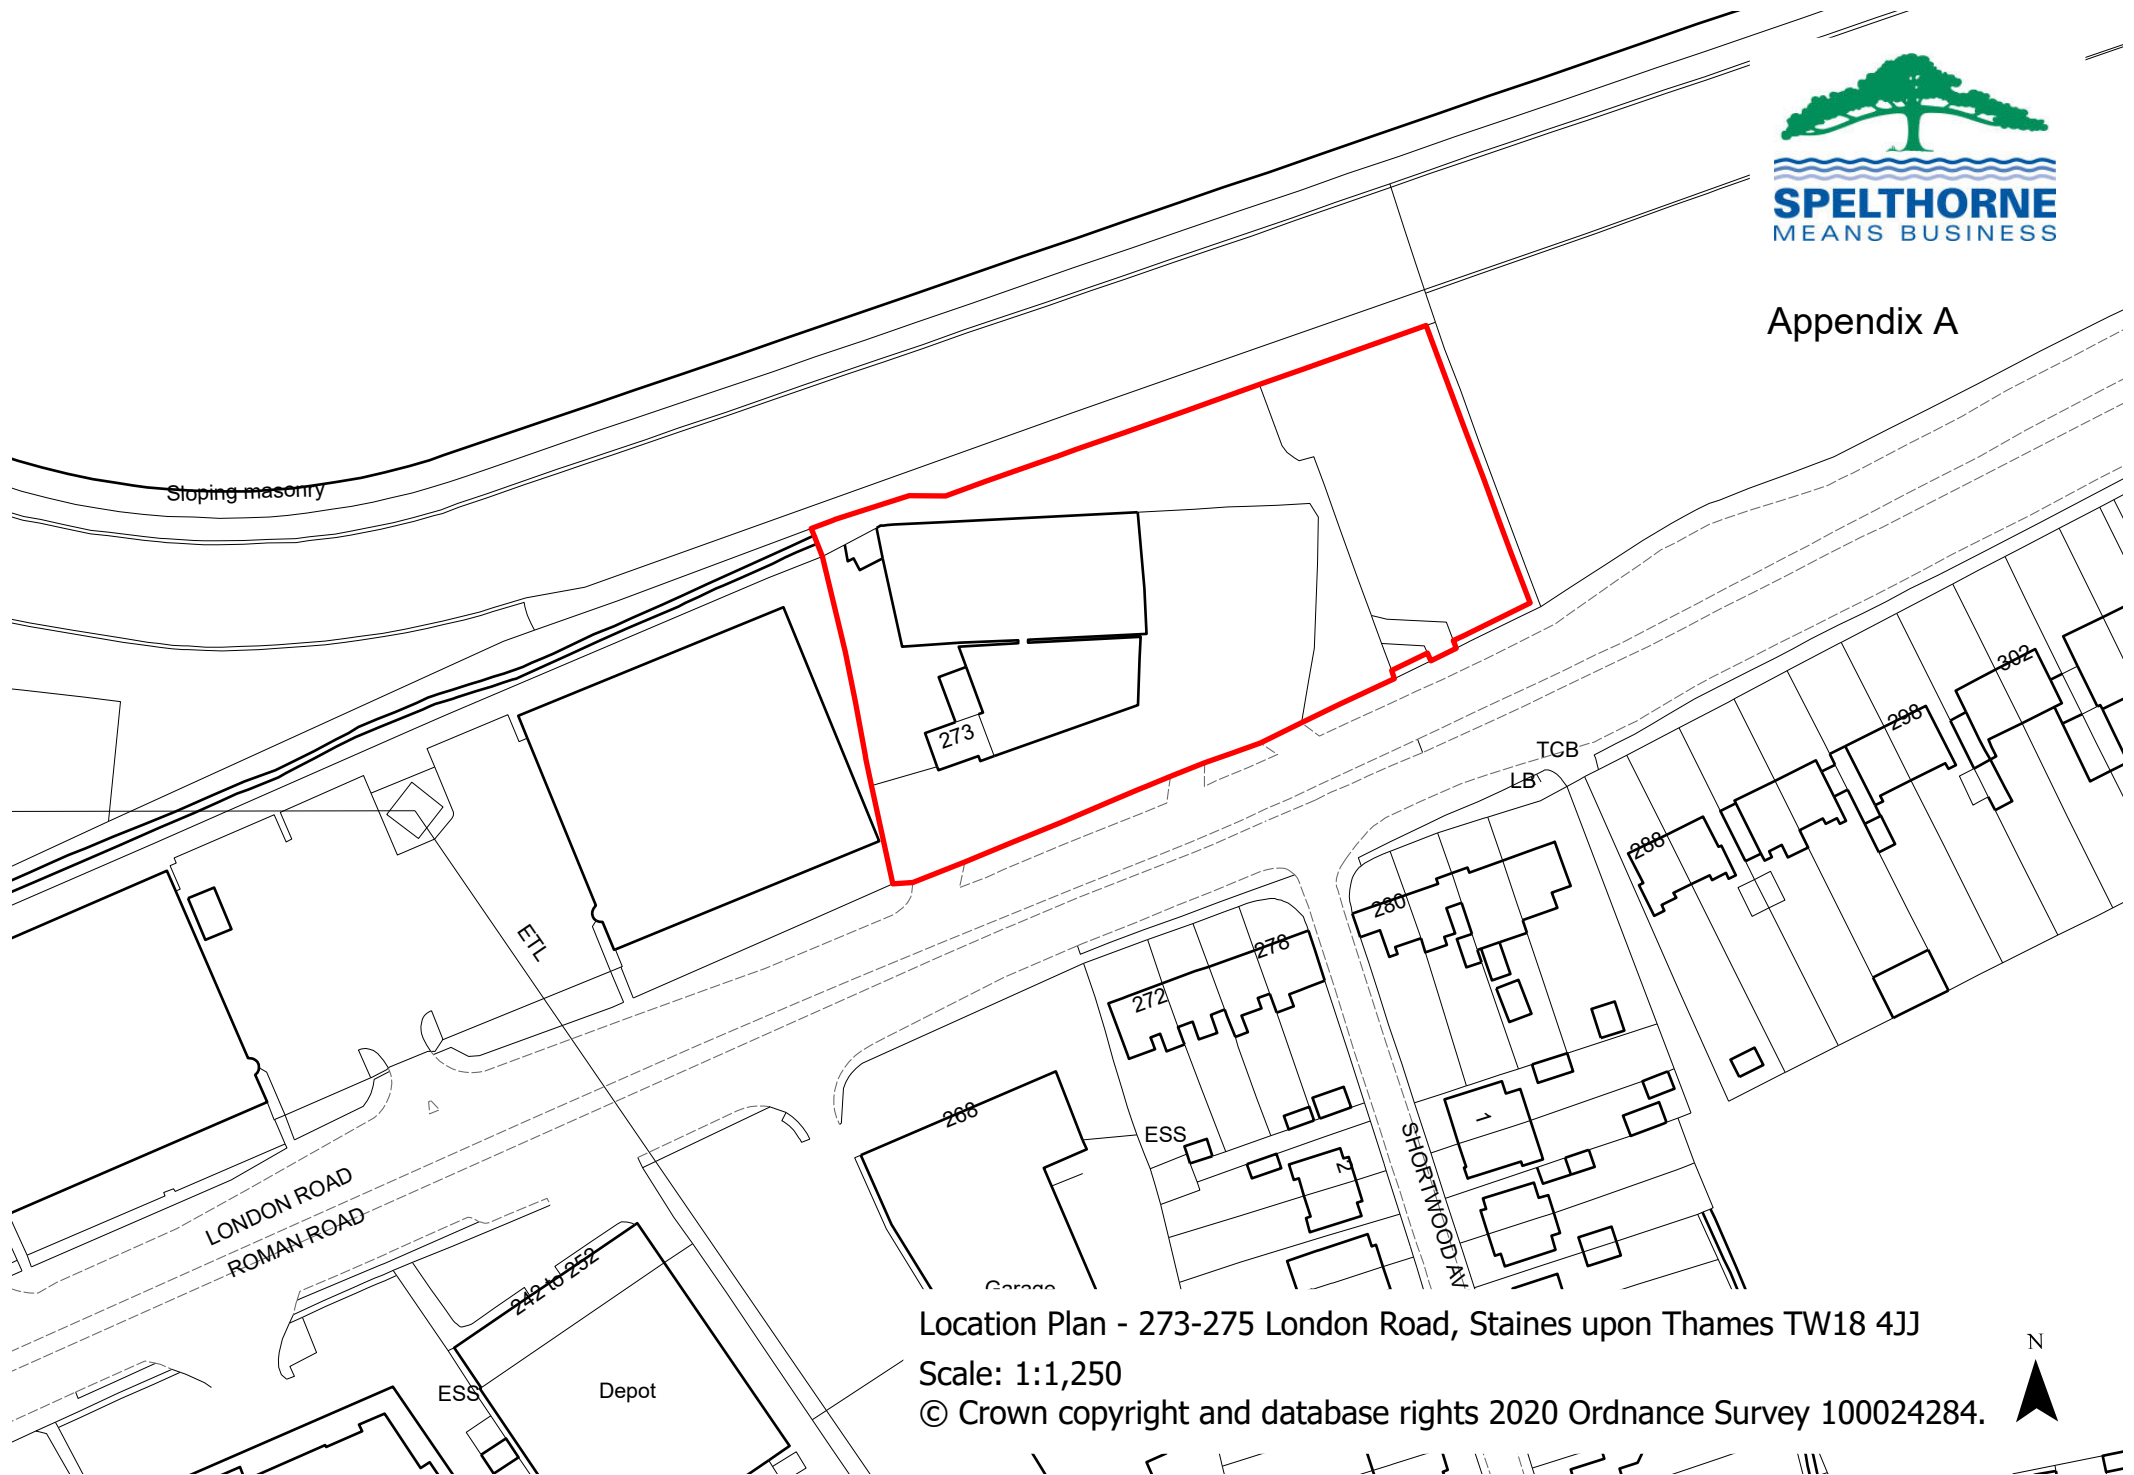 SPELTHORNE
MEANS BUSINESS
Appendix A
Sloping masonry
302
298
273
TCB
LB
288
280
ETL
278
272
268
ESS
1
2
SHORTWOOD AV
LONDON ROAD
ROMAN ROAD
242 to 252
Garage
Location Plan - 273-275 London Road, Staines upon Thames TW18 4JJ
Scale: 1:1,250
© Crown copyright and database rights 2020 Ordnance Survey 100024284.
N
ESS
Depot